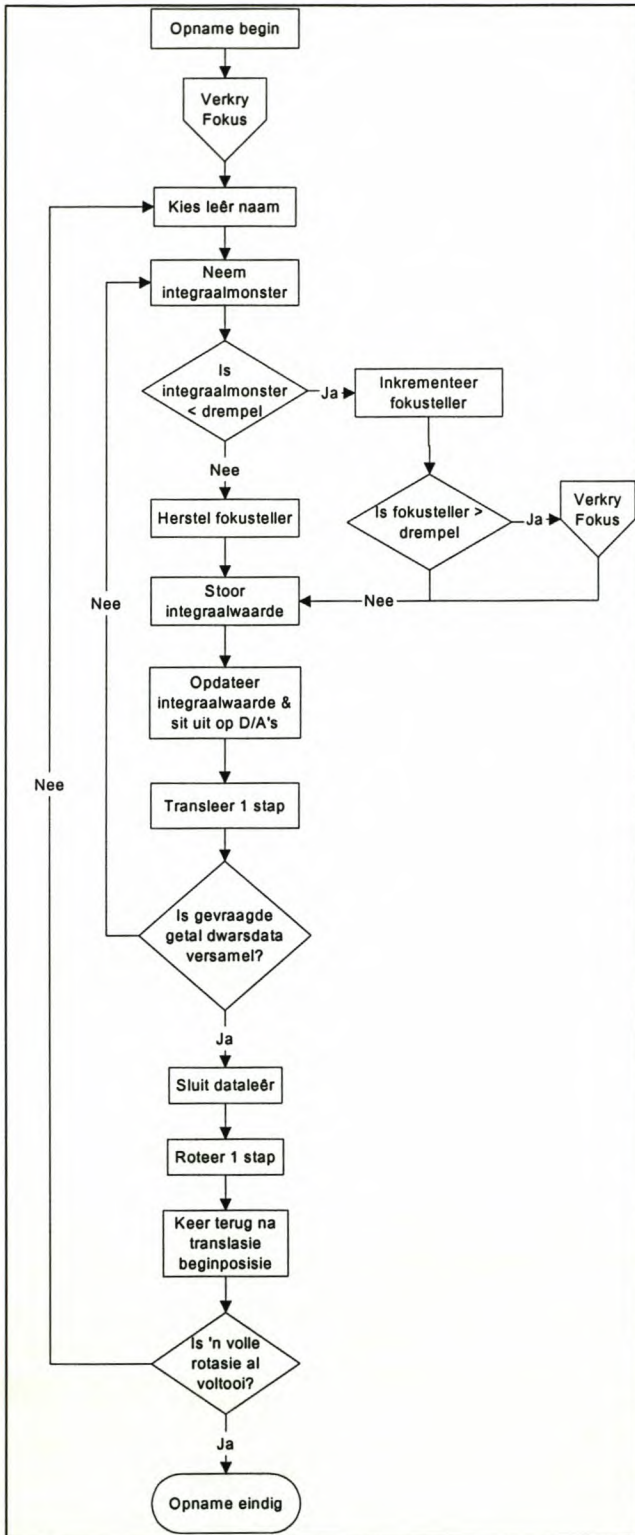 Opname begin
Verkry
Fokus
Kies leêr naam
Neem
integraalmonster
Is
integraalmonster
< drempel
Ja
Inkrementeer
fokusteller
Nee
Is fokusteller >
drempel
Ja
Verkry
Fokus
Herstel fokusteller
Nee
Stoor
integraalwaarde
Nee
Opdateer
integraalwaarde &
sit uit op D/A's
Nee
Transleer 1 stap
Is gevraagde
getal dwarsdata
versamel?
Ja
Sluit dataleêr
Roteer 1 stap
Keer terug na
translasie
beginposisie
Is 'n volle
rotasie al
voltooi?
Ja
Opname eindig